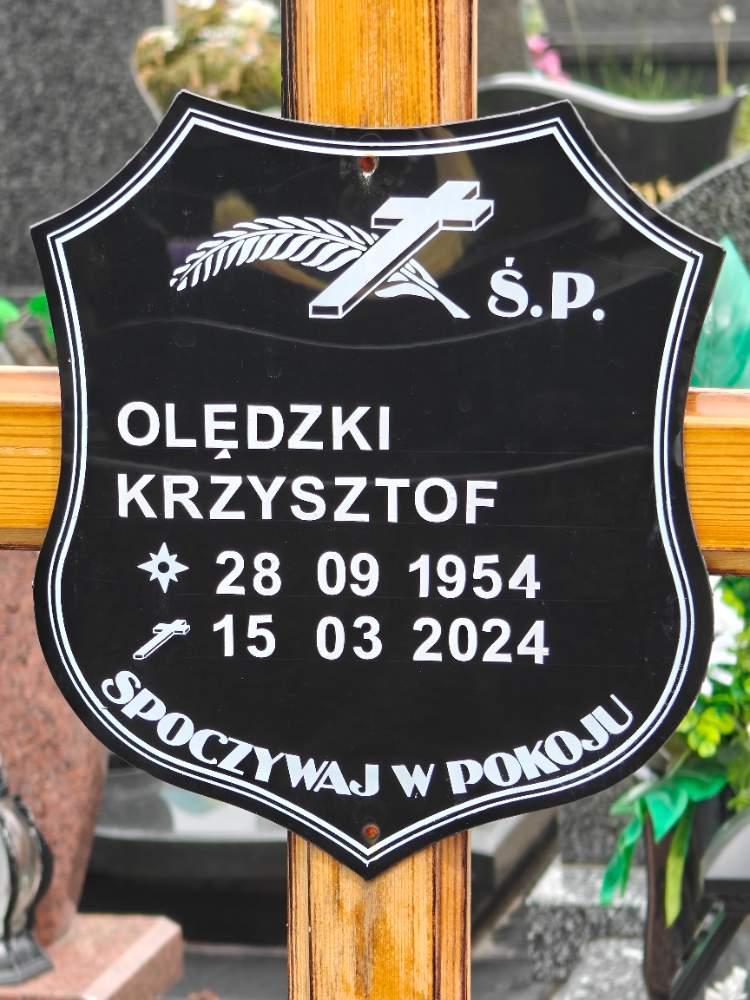 Ś.P.
OLĘDZKI
KRZYSZTOF
28 09 1954
15 03 2024
SPOCZYWAJ W POKOJU